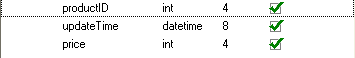 productID int 4
updateTime datetime 8
price int 4